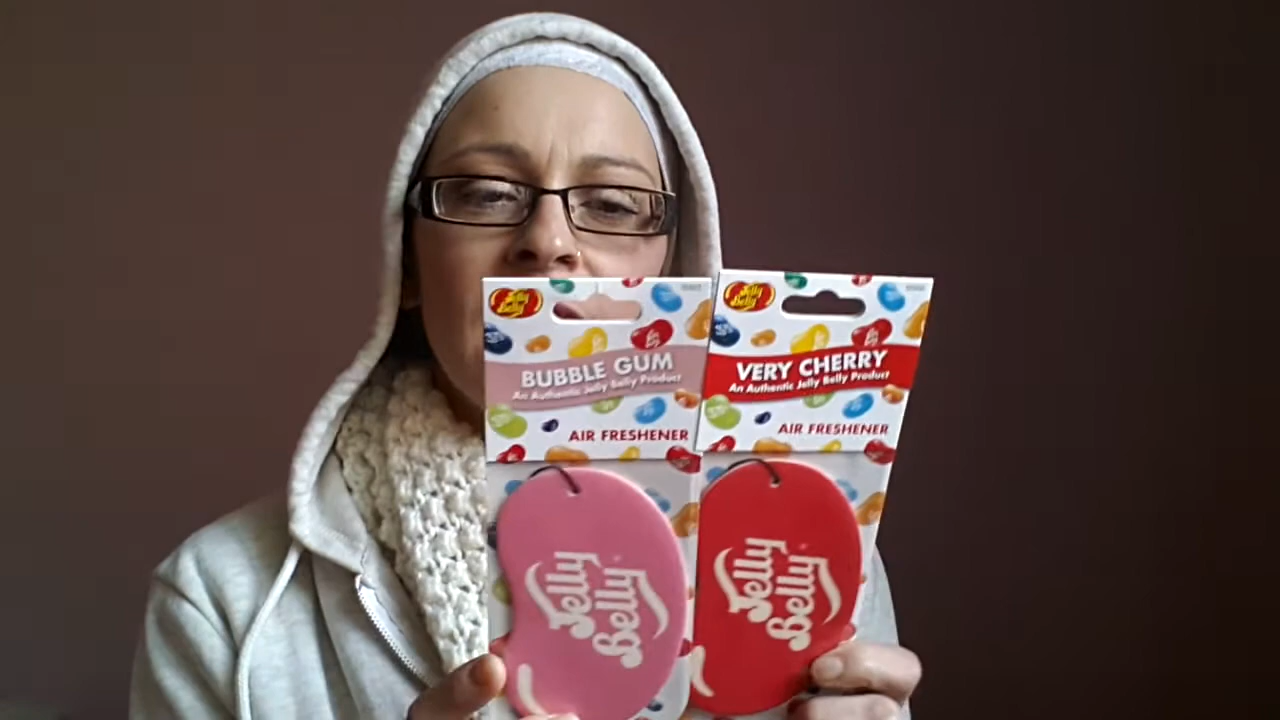 Jelly
Belly
BUBBLE GUM
An Authentic Jelly Belly Product
AIR FRESHENER
Jelly
Belly
Jelly
Belly
VERY CHERRY
An Authentic Jelly Belly Product
AIR FRESHENER
Jelly
Belly